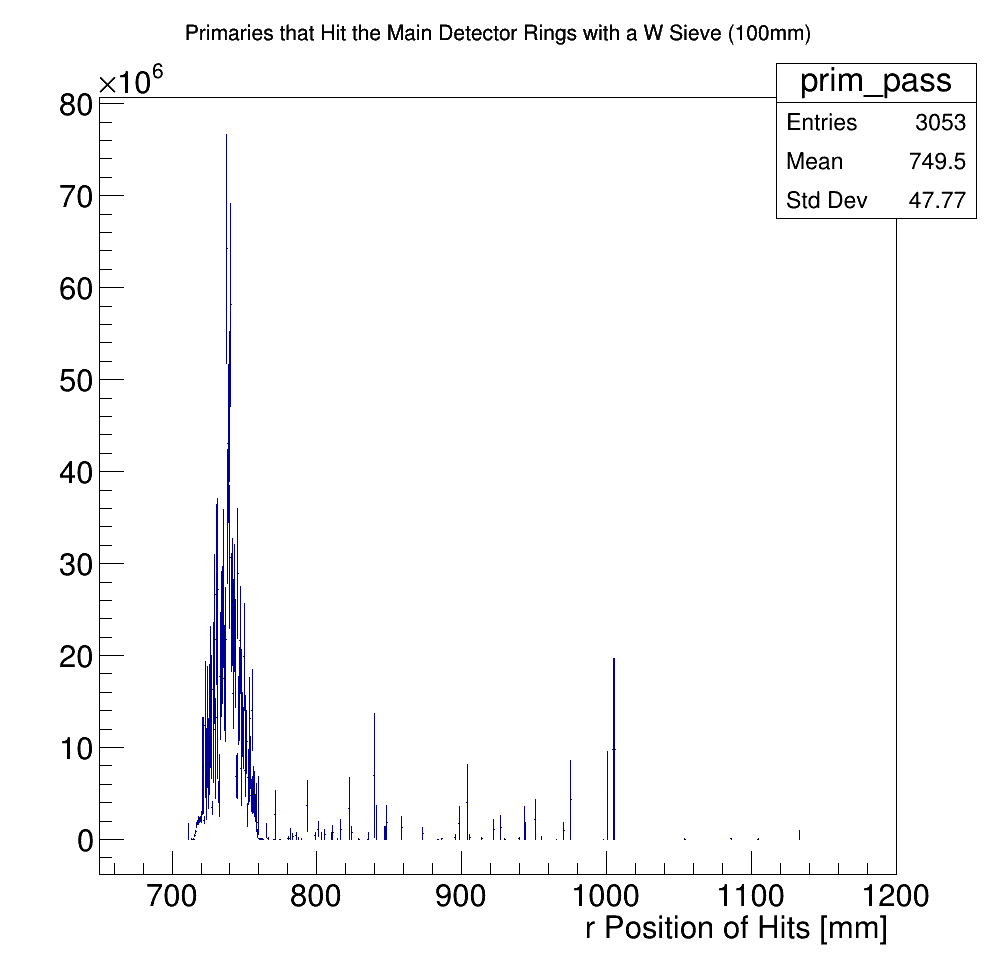 Primaries that Hit the Main Detector Rings with a W Sieve (100mm)
×10⁶
prim_pass
Entries 3053
Mean 749.5
Std Dev 47.77
80
70
60
50
40
30
20
10
0
700 800 900 1000 1100 1200
r Position of Hits [mm]